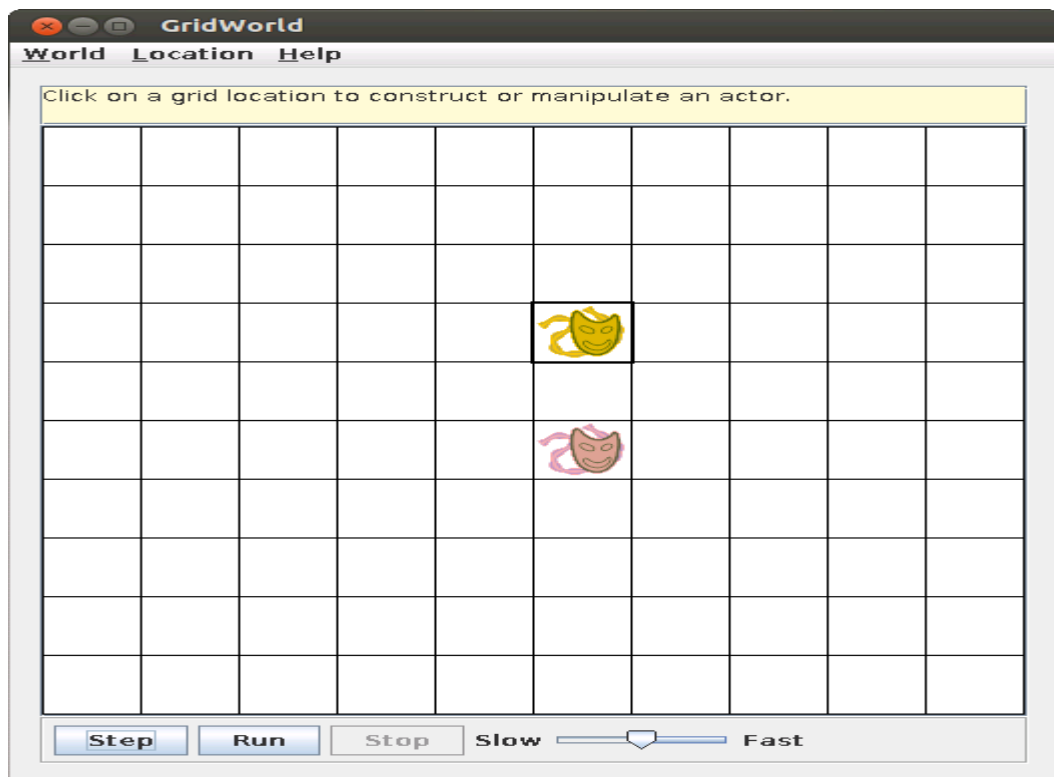 GridWorld
World Location Help
Click on a grid location to construct or manipulate an actor.
Step Run Stop Slow Fast